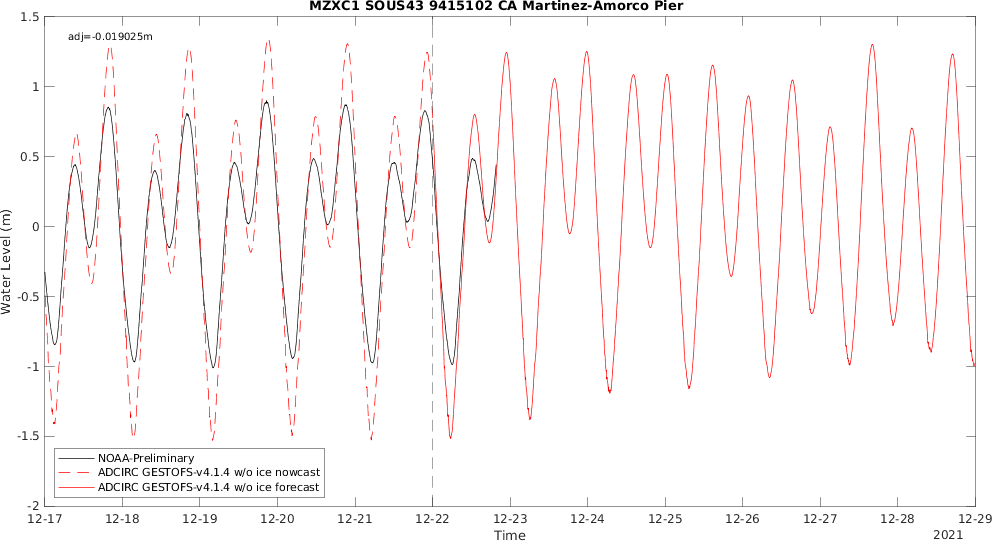 MZXC1 SOUS43 9415102 CA Martinez-Amorco Pier
adj=-0.019025m
1.5
1
0.5
0
-0.5
-1
-1.5
-2
Water Level (m)
NOAA-Preliminary
ADCIRC GESTOFS-v4.1.4 w/o ice nowcast
ADCIRC GESTOFS-v4.1.4 w/o ice forecast
12-17 12-18 12-19 12-20 12-21 12-22 12-23 12-24 12-25 12-26 12-27 12-28 12-29
Time
2021